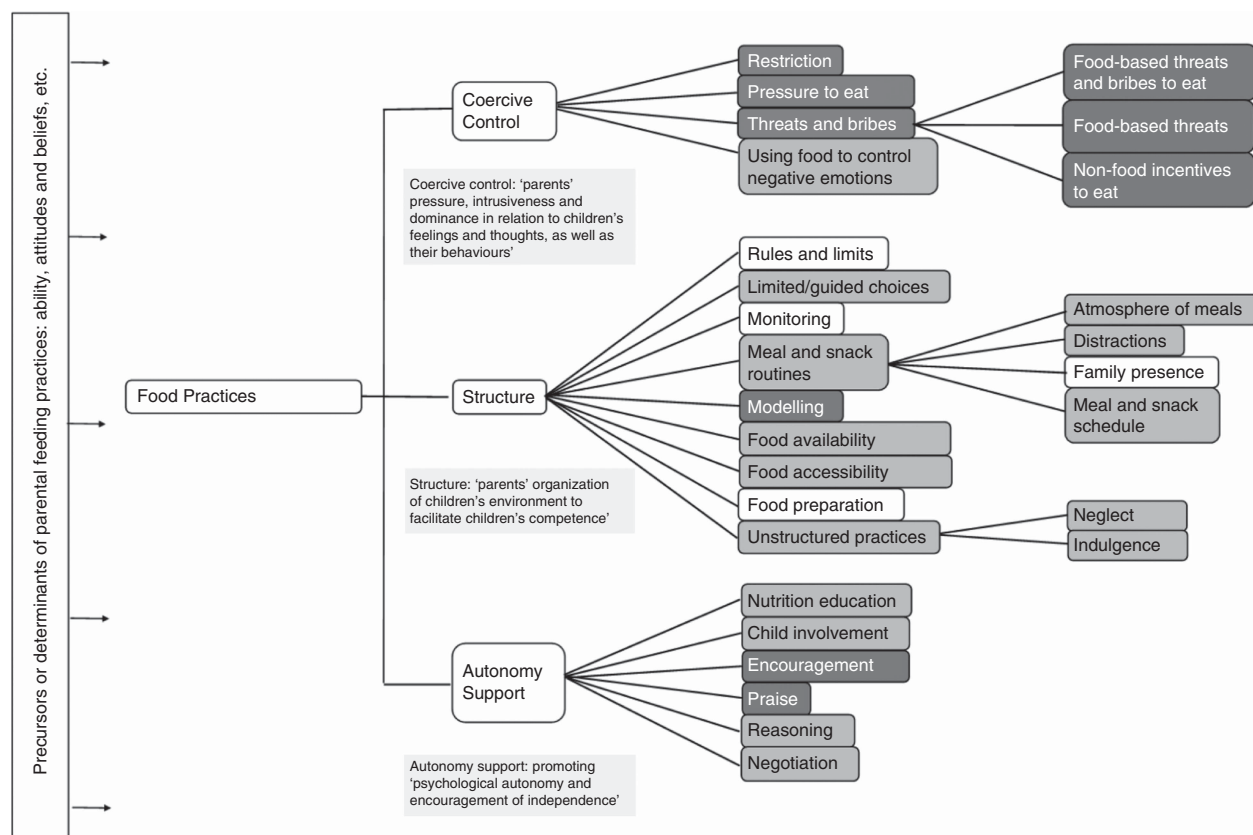 Precursors or determinants of parental feeding practices: ability, attitudes and beliefs, etc.
Food Practices
Coercive
Control
Coercive control: ‘parents’
pressure, intrusiveness and
dominance in relation to children’s
feelings and thoughts, as well as
their behaviours’
Restriction
Pressure to eat
Threats and bribes
Using food to control
negative emotions
Food-based threats
and bribes to eat
Food-based threats
Non-food incentives
to eat
Structure
Structure: ‘parents’ organization
of children’s environment to
facilitate children’s competence’
Rules and limits
Limited/guided choices
Monitoring
Meal and snack
routines
Modelling
Food availability
Food accessibility
Food preparation
Unstructured practices
Atmosphere of meals
Distractions
Family presence
Meal and snack
schedule
Neglect
Indulgence
Autonomy
Support
Autonomy support: promoting
‘psychological autonomy and
encouragement of independence’
Nutrition education
Child involvement
Encouragement
Praise
Reasoning
Negotiation